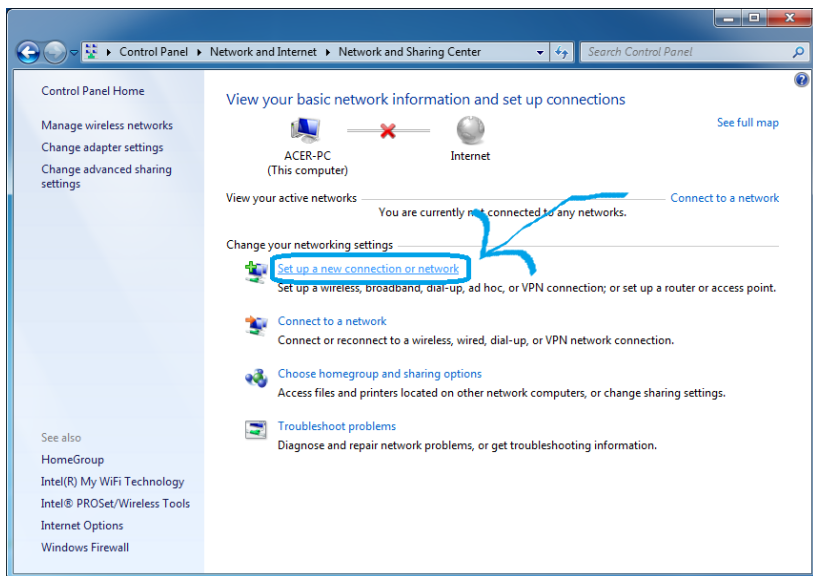 Control Panel Network and Internet Network and Sharing Center Search Control Panel
Control Panel Home
Manage wireless networks
Change adapter settings
Change advanced sharing
settings
See also
HomeGroup
Intel(R) My WiFi Technology
Intel® PROSet/Wireless Tools
Internet Options
Windows Firewall
View your basic network information and set up connections
See full map
ACER-PC Internet
(This computer)
View your active networks Connect to a network
You are currently not connected to any networks.
Change your networking settings
Set up a new connection or network
Set up a wireless, broadband, dial-up, ad hoc, or VPN connection; or set up a router or access point.
Connect to a network
Connect or reconnect to a wireless, wired, dial-up, or VPN network connection.
Choose homegroup and sharing options
Access files and printers located on other network computers, or change sharing settings.
Troubleshoot problems
Diagnose and repair network problems, or get troubleshooting information.